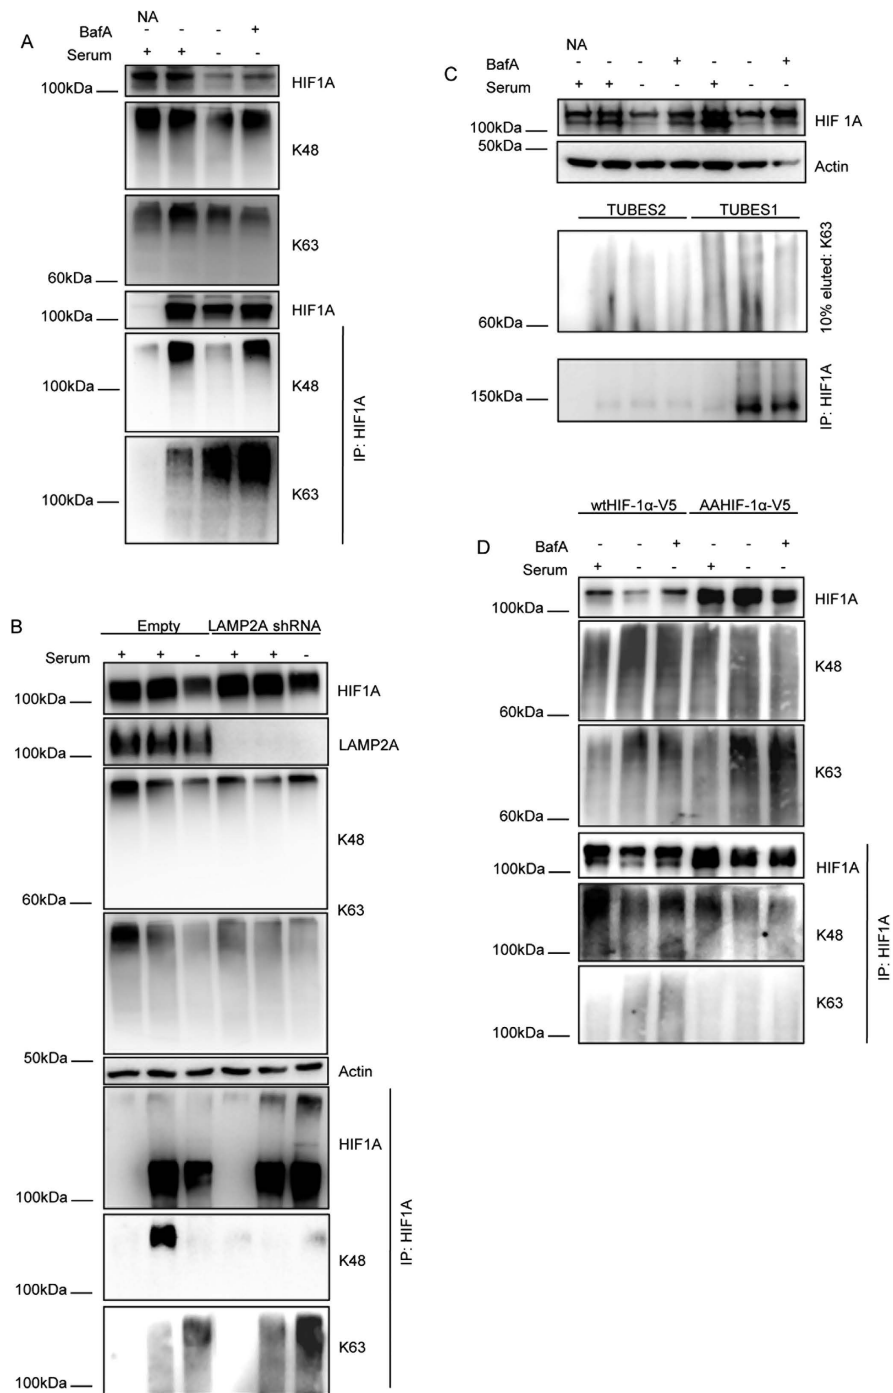 A
NA
BafA - - - +
Serum + + - -
100kDa HIF1A
K48
K63
60kDa
100kDa HIF1A
K48
100kDa
K63
100kDa
IP: HIF1A
B
Empty LAMP2A shRNA
Serum + + - + + -
100kDa HIF1A
100kDa LAMP2A
K48
60kDa
K63
50kDa
Actin
HIF1A
100kDa
K48
100kDa
K63
100kDa
IP: HIF1A
C
NA
BafA - - - + - - +
Serum + + - - + - -
100kDa HIF 1A
50kDa
Actin
TUBES2 TUBES1
60kDa
10% eluted: K63
150kDa
IP: HIF1A
wtHIF-1α-V5 AAHIF-1α-V5
D
BafA - - + - - +
Serum + - - + - -
100kDa HIF1A
K48
60kDa
K63
60kDa
100kDa HIF1A
K48
100kDa
K63
100kDa
IP: HIF1A